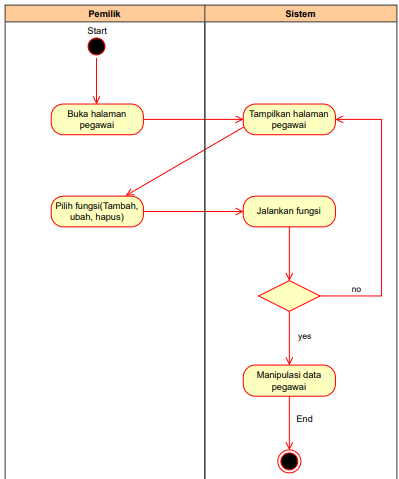 Pemilik
Sistem
Start
Buka halaman
pegawai
Tampilkan halaman
pegawai
Pilih fungsi(Tambah,
ubah, hapus)
Jalankan fungsi
no
yes
Manipulasi data
pegawai
End